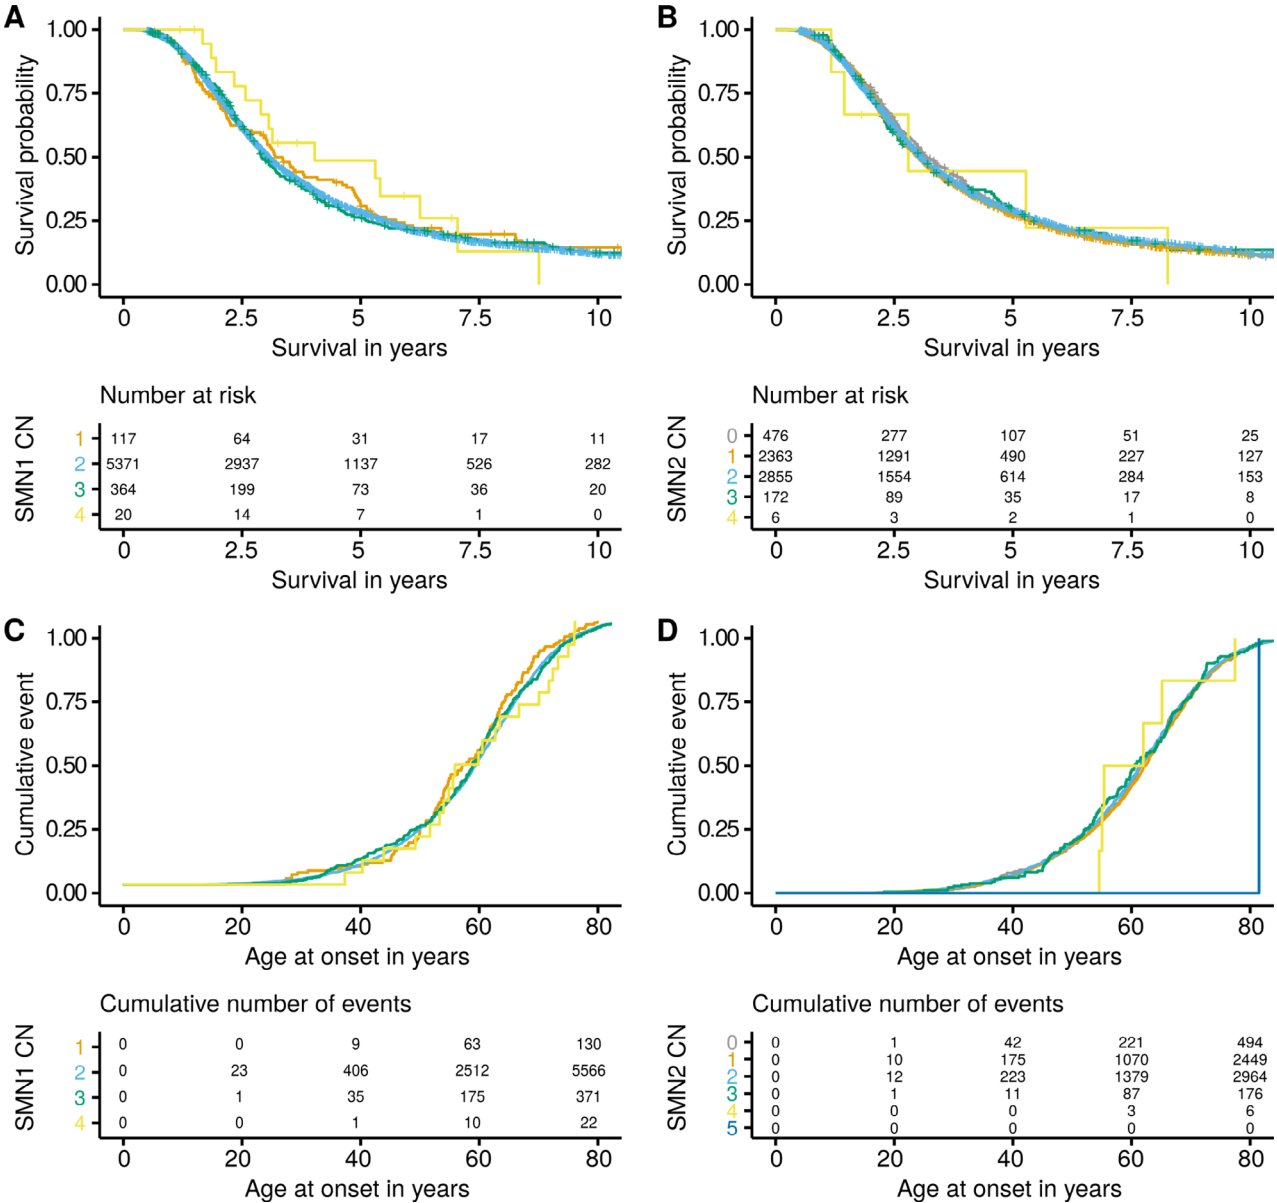 A
Survival probability
1.00
0.75
0.50
0.25
0.00
0 2.5 5 7.5 10
Survival in years
Number at risk
SMN1 CN
1 117 64 31 17 11
2 5371 2937 1137 526 282
3 364 199 73 36 20
4 20 14 7 1 0
0 2.5 5 7.5 10
Survival in years
B
Survival probability
1.00
0.75
0.50
0.25
0.00
0 2.5 5 7.5 10
Survival in years
Number at risk
SMN2 CN
0 476 277 107 51 25
1 2363 1291 490 227 127
2 2855 1554 614 284 153
3 172 89 35 17 8
4 6 3 2 1 0
0 2.5 5 7.5 10
Survival in years
C
Cumulative event
1.00
0.75
0.50
0.25
0.00
0 20 40 60 80
Age at onset in years
Cumulative number of events
SMN1 CN
1 0 0 9 63 130
2 0 23 406 2512 5566
3 0 1 35 175 371
4 0 0 1 10 22
0 20 40 60 80
Age at onset in years
D
Cumulative event
1.00
0.75
0.50
0.25
0.00
0 20 40 60 80
Age at onset in years
Cumulative number of events
SMN2 CN
0 0 1 42 221 494
1 0 10 175 1070 2449
2 0 12 223 1379 2964
3 0 1 11 87 176
4 0 0 0 3 6
5 0 0 0 0 0
0 20 40 60 80
Age at onset in years